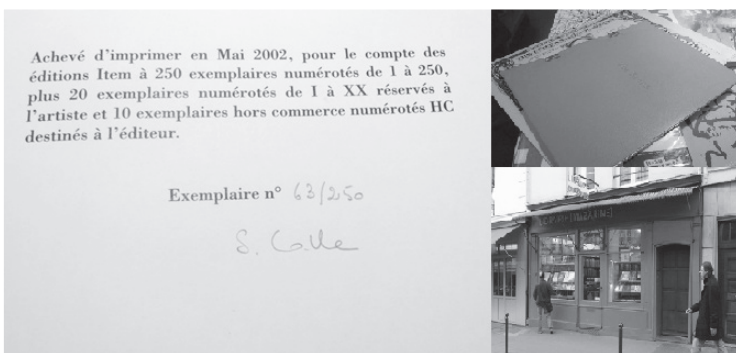 Achevé d'imprimer en Mai 2002, pour le compte des
éditions Item à 250 exemplaires numérotés de 1 à 250,
plus 20 exemplaires numérotés de I à XX réservés à
l'artiste et 10 exemplaires hors commerce numérotés HC
destinés à l'éditeur.
Exemplaire n° 63/250
S. Calle